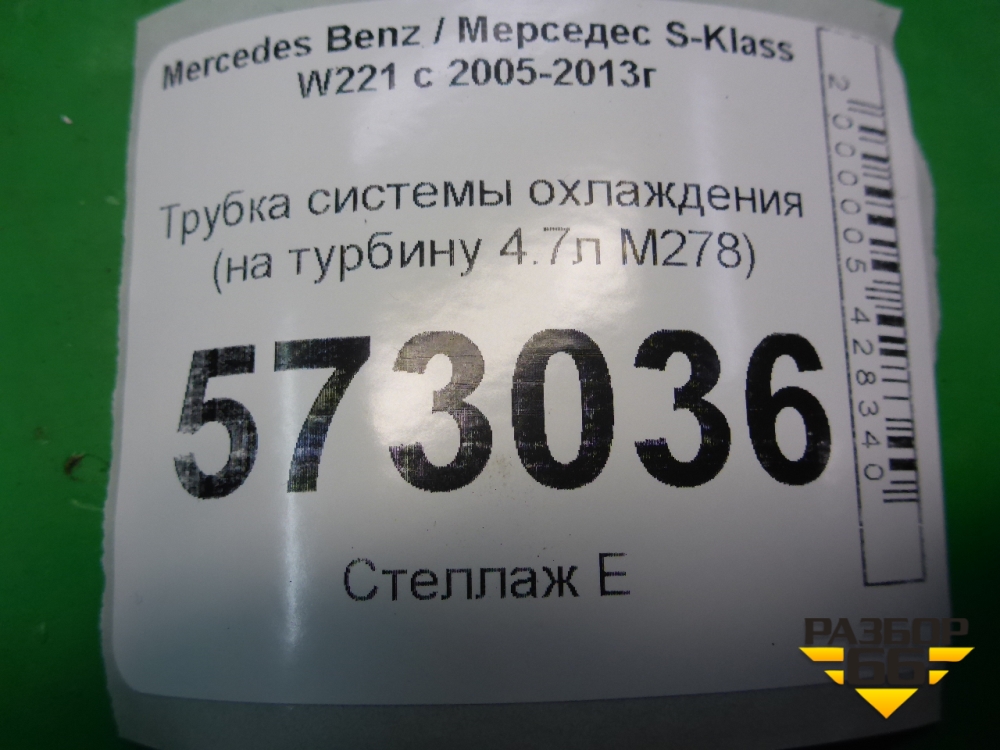 Mercedes Benz / Мерседес S-Klass
W221 с 2005-2013г
Трубка системы охлаждения
(на турбину 4.7л М278)
573036
Стеллаж Е
2000005428340
РАЗБОР
66